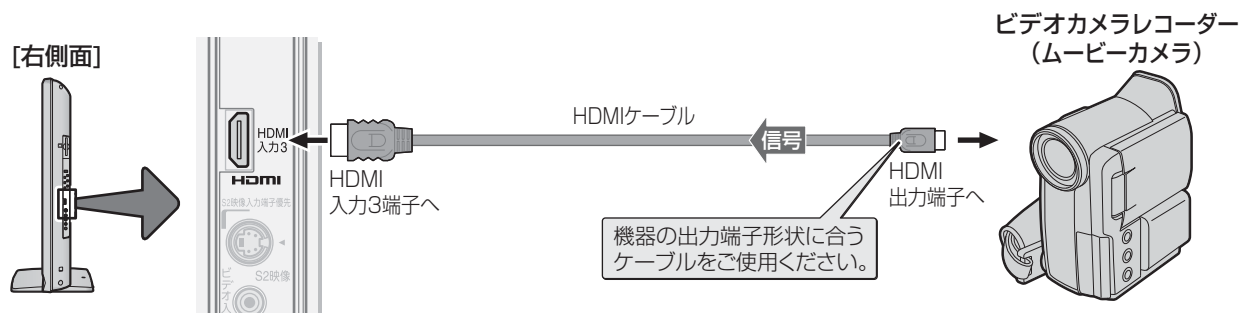 [右側面]
HDMI
入力3
HDMI
S2映像入力端子優先
S2映像
ビデオ入
HDMI
入力3端子へ
HDMIケーブル
信号
HDMI
出力端子へ
機器の出力端子形状に合う
ケーブルをご使用ください。
ビデオカメラレコーダー
（ムービーカメラ）